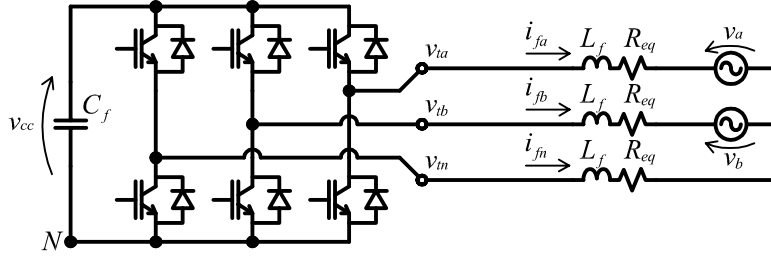 v_cc
C_f
N
v_ta
v_tb
v_tn
i_fa
L_f
R_eq
v_a
i_fb
L_f
R_eq
v_b
i_fn
L_f
R_eq